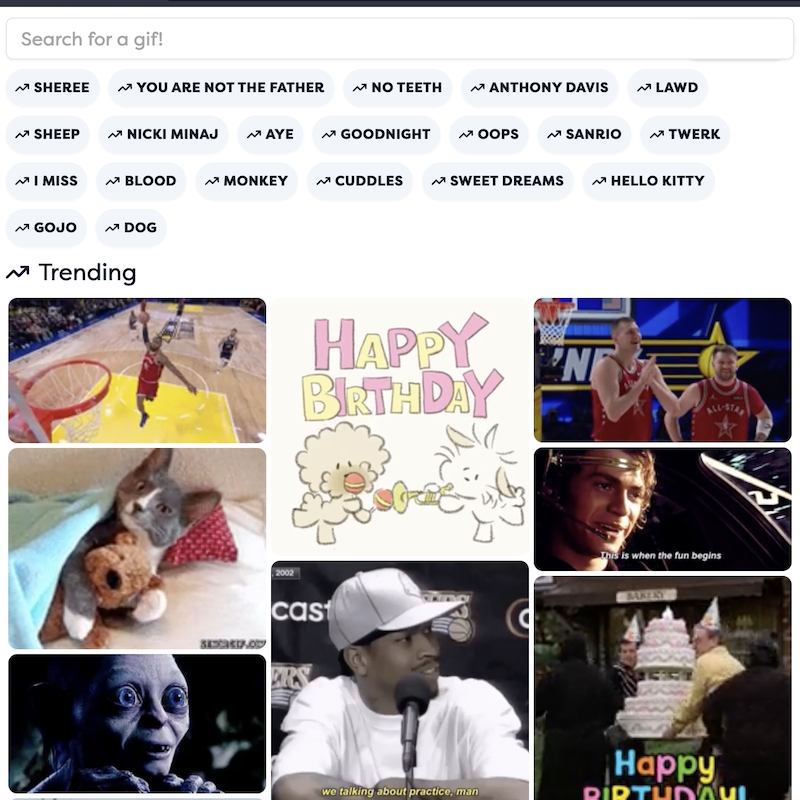 Search for a gif!
SHEREE YOU ARE NOT THE FATHER NO TEETH ANTHONY DAVIS LAWD
SHEEP NICKI MINAJ AYE GOODNIGHT OOPS SANRIO TWERK
I MISS BLOOD MONKEY CUDDLES SWEET DREAMS HELLO KITTY
GOJO DOG
Trending
HAPPY
BIRTHDAY
ALL-STAR
SENORGIF.COM
This is when the fun begins
, 2002
cast
we talking about practice, man
BAKERY
Happy
BIRTHDAY!